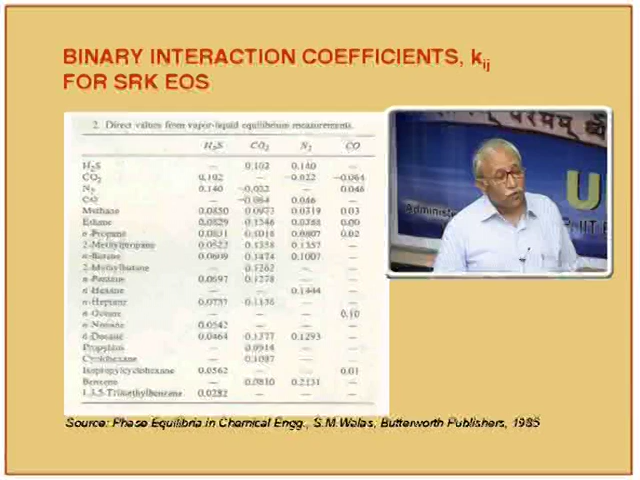 BINARY INTERACTION COEFFICIENTS, kij
FOR SRK EOS
2. Direct values from vapor-liquid equilibrium measurements.
H₂S CO₂ N₂ CO
H₂S — 0.102 0.140 —
CO₂ 0.102 — −0.022 −0.064
N₂ 0.140 −0.022 — 0.046
CO — −0.064 0.046 —
Methane 0.0850 0.0973 0.0319 0.03
Ethane 0.0829 0.1346 0.0388 0.00
n-Propane 0.0831 0.1018 0.0807 0.02
2-Methylpropane 0.0523 0.1358 0.1357 —
n-Butane 0.0609 0.1474 0.1007 —
2-Methylbutane — 0.1262 — —
n-Pentane 0.0697 0.1278 — —
n-Hexane — — 0.1444 —
n-Heptane 0.0737 0.1136 — —
n-Octane — — — 0.10
n-Nonane 0.0542 — — —
n-Decane 0.0464 0.1377 0.1293 —
Propylene — 0.0914 — —
Cyclohexane — 0.1087 — —
Isopropylcyclohexane 0.0562 — — 0.01
Benzene — 0.0810 0.2131 —
1,3,5-Trimethylbenzene 0.0282 — — —
परमम्
U
Administe
IIT
Source: Phase Equilibria in Chemical Engg., S.M.Walas, Butterworth Publishers, 1985